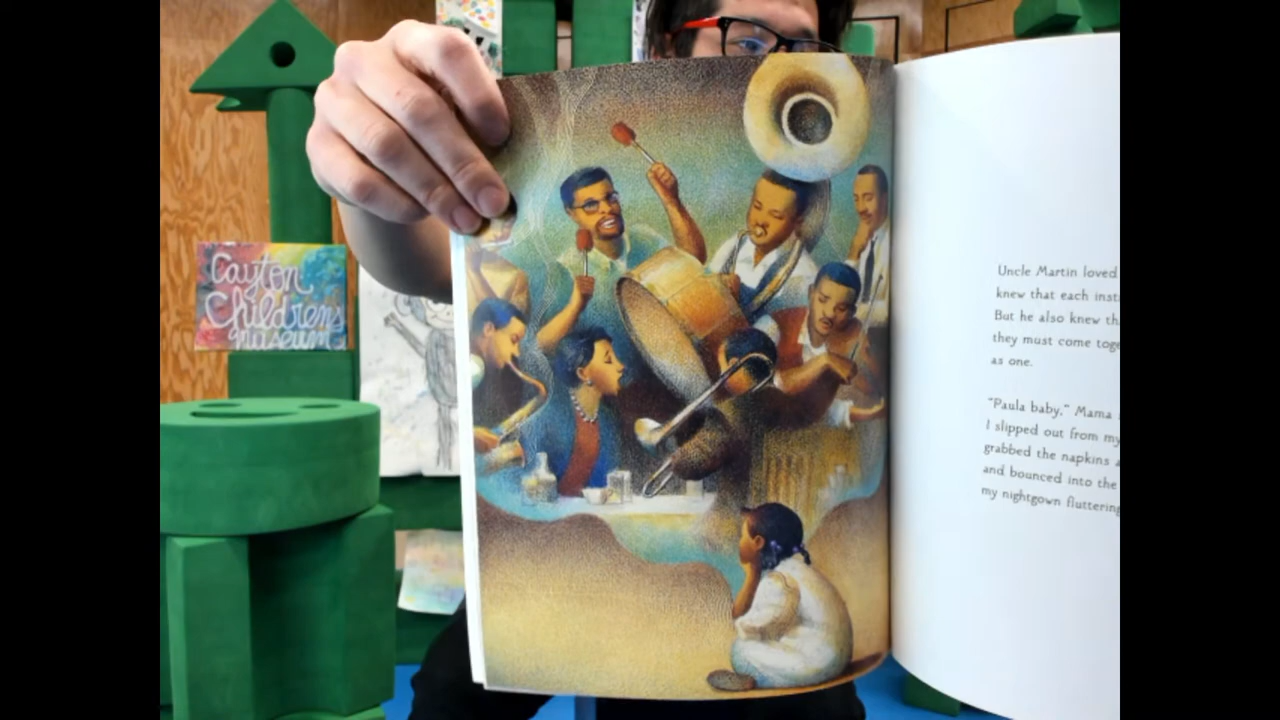 Cayton
Children's
museum
Uncle Martin loved
knew that each inst
But he also knew th
they must come toge
as one.
"Paula baby," Mama
I slipped out from my
grabbed the napkins a
and bounced into the
my nightgown fluttering